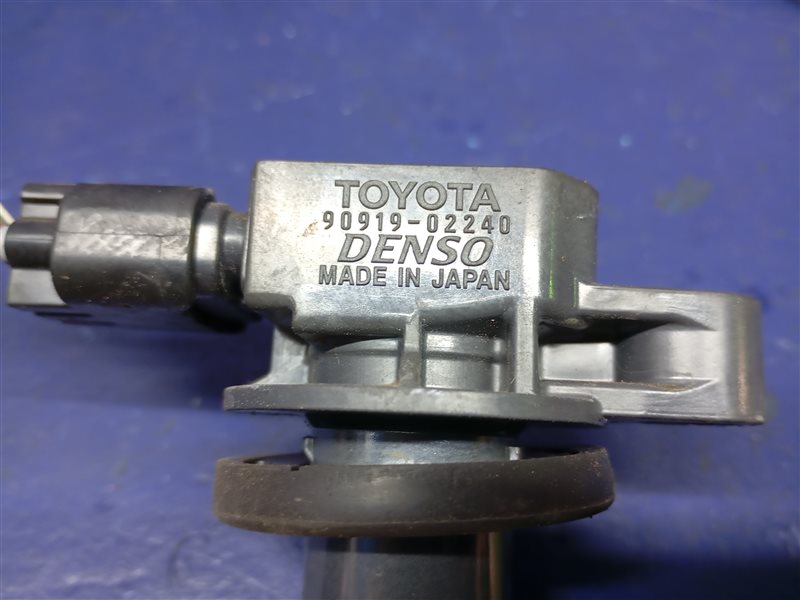 TOYOTA
90919-02240
DENSO
MADE IN JAPAN